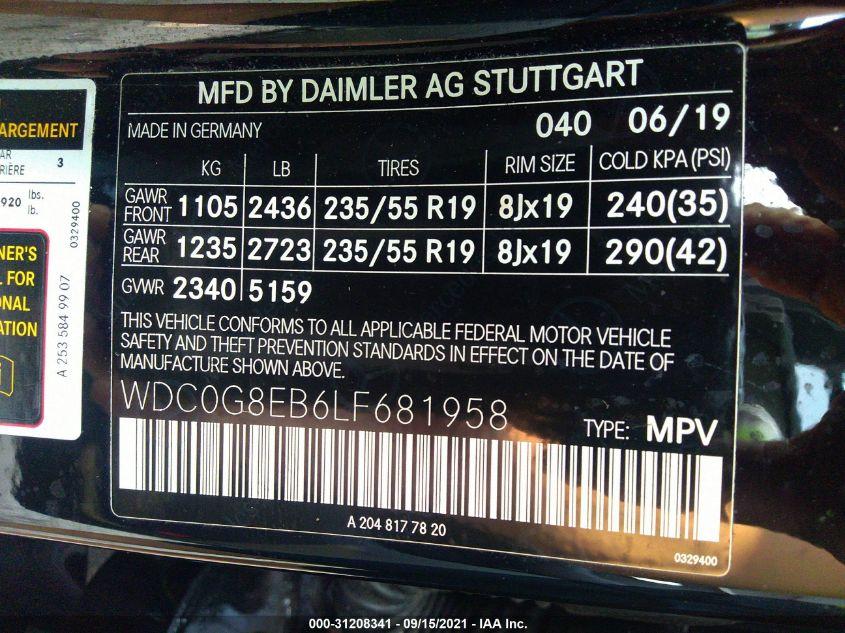 ARGEMENT
AR
RIÈRE 3
920 lbs.
lb.
0329400
NER'S
L FOR
ONAL
ATION
A 253 584 99 07
MFD BY DAIMLER AG STUTTGART
MADE IN GERMANY 040 06/19
KG LB TIRES RIM SIZE COLD KPA (PSI)
GAWR FRONT 1105 2436 235/55 R19 8Jx19 240(35)
GAWR REAR 1235 2723 235/55 R19 8Jx19 290(42)
GVWR 2340 5159
THIS VEHICLE CONFORMS TO ALL APPLICABLE FEDERAL MOTOR VEHICLE
SAFETY AND THEFT PREVENTION STANDARDS IN EFFECT ON THE DATE OF
MANUFACTURE SHOWN ABOVE.
WDC0G8EB6LF681958 TYPE: MPV
A 204 817 78 20
0329400
000-31208341 - 09/15/2021 - IAA Inc.